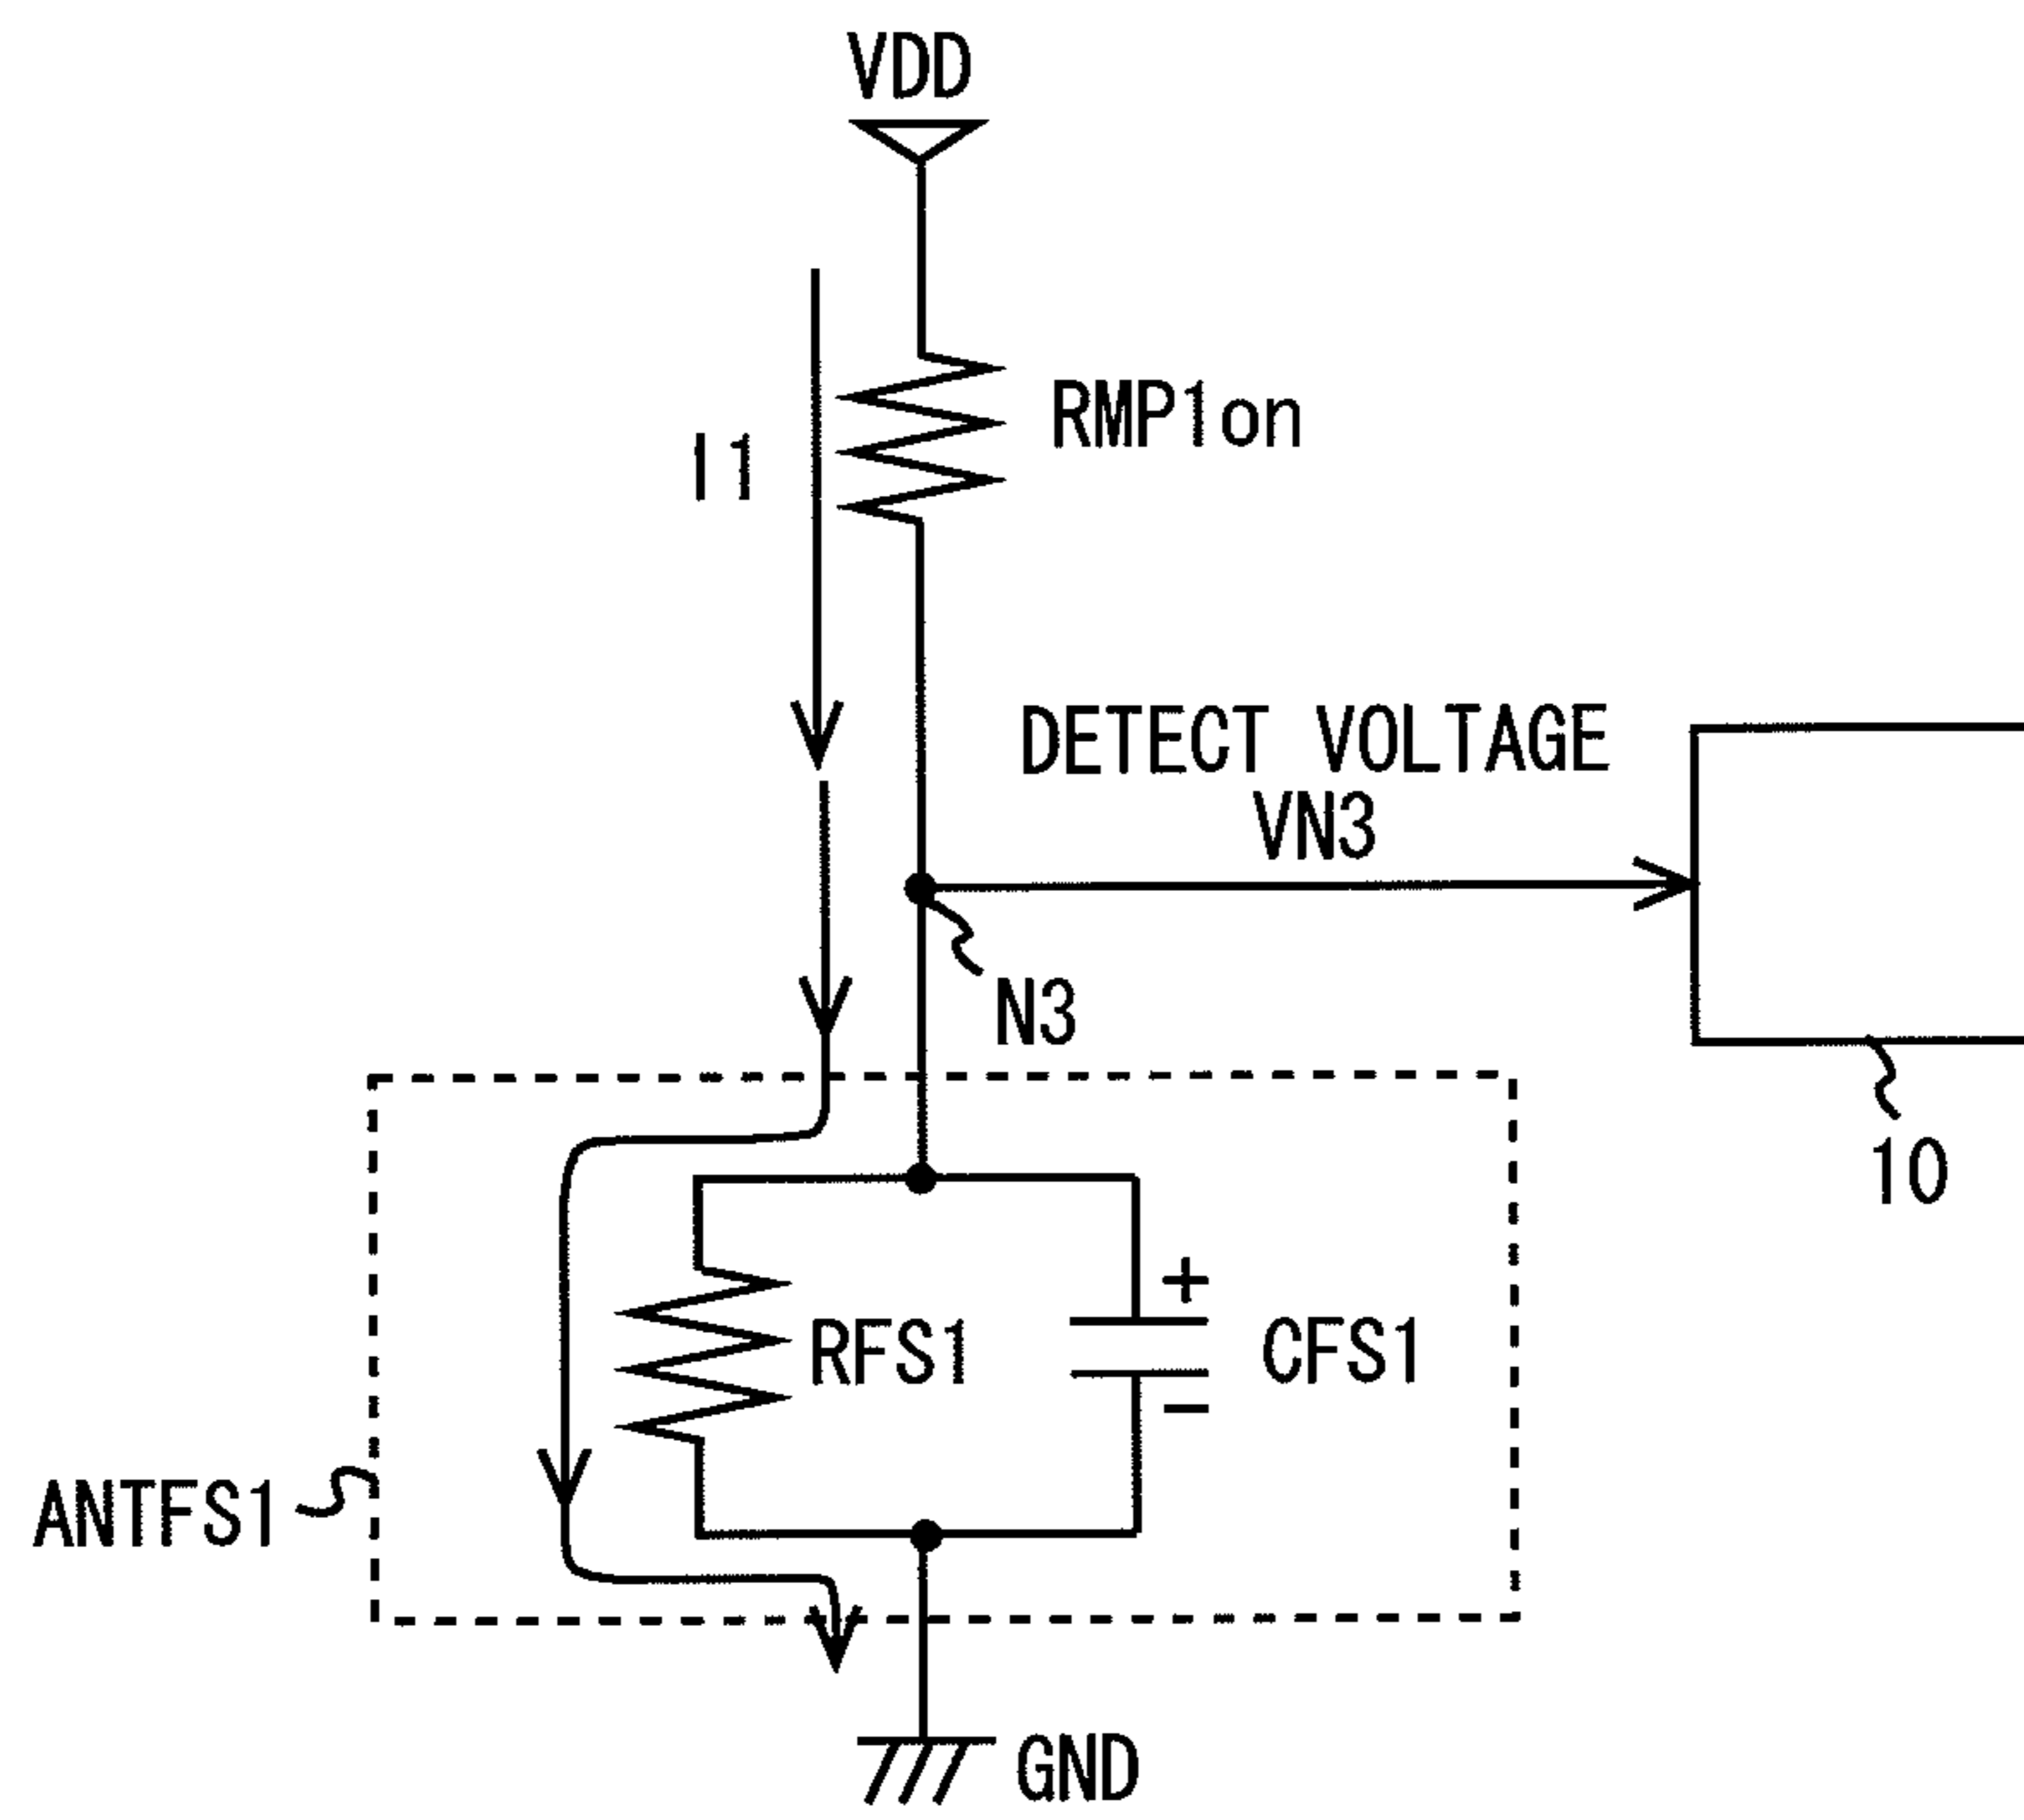 VDD
RMP1on
I1
DETECT VOLTAGE
VN3
N3
10
+
RFS1
CFS1
−
ANTFS1
GND